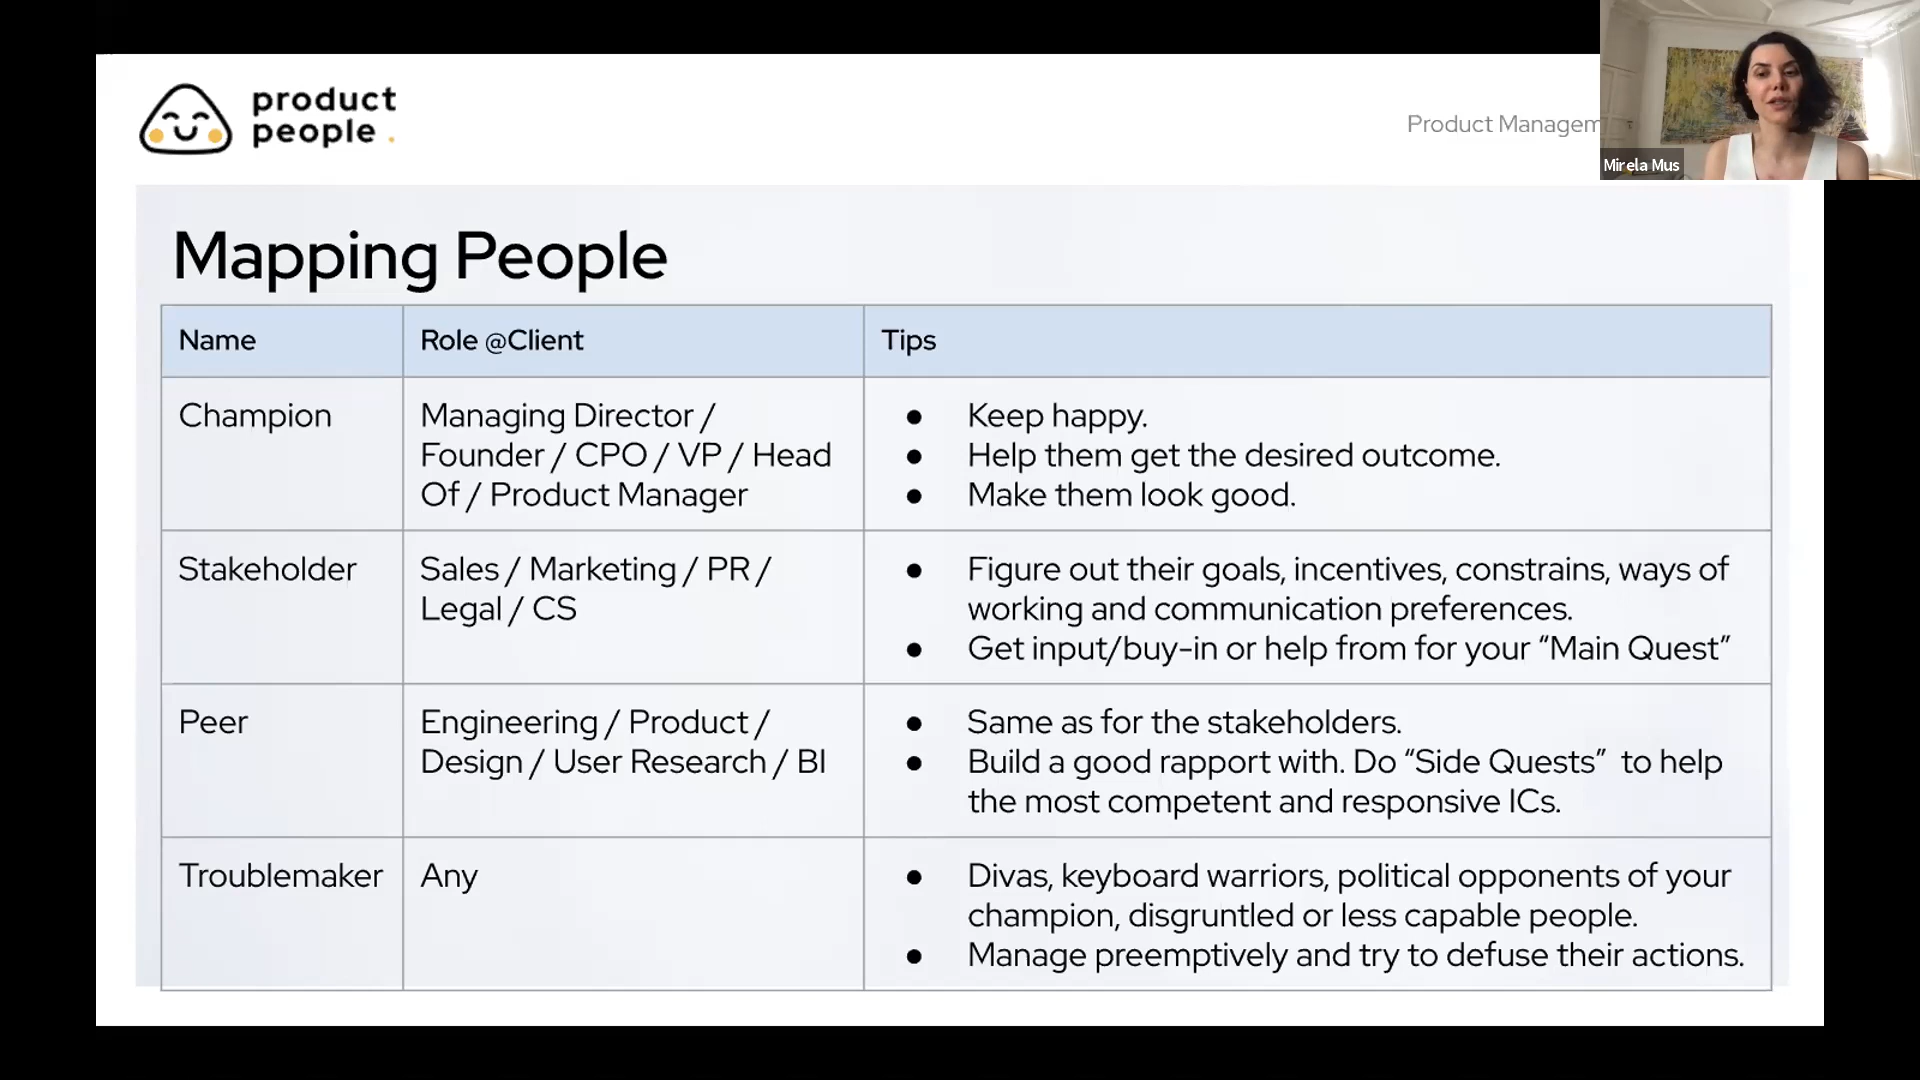 product
people.
Product Managem
Mirela Mus
Mapping People
Name
Role @Client
Tips
Champion
Managing Director /
Founder / CPO / VP / Head
Of / Product Manager
● Keep happy.
● Help them get the desired outcome.
● Make them look good.
Stakeholder
Sales / Marketing / PR /
Legal / CS
● Figure out their goals, incentives, constrains, ways of
working and communication preferences.
● Get input/buy-in or help from for your “Main Quest”
Peer
Engineering / Product /
Design / User Research / BI
● Same as for the stakeholders.
● Build a good rapport with. Do “Side Quests” to help
the most competent and responsive ICs.
Troublemaker
Any
● Divas, keyboard warriors, political opponents of your
champion, disgruntled or less capable people.
● Manage preemptively and try to defuse their actions.